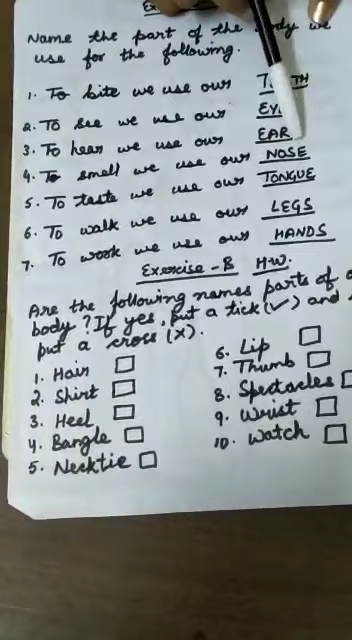 Name the part of the body we
use for the following.
1. To bite we use our
2. To see we use our
3. To hear we use our EAR
4. To smell we use our NOSE
5. To taste we use our TONGUE
6. To walk we use our LEGS
7. To work we use our HANDS
Exercise - B H.W.
Are the following names parts of
body? If yes, put a tick (✓) and
put a cross (x).
1. Hair
2. Shirt
3. Heel
4. Bangle
5. Necktie
6. Lip
7. Thumb
8. Spectacles
9. Wrist
10. Watch